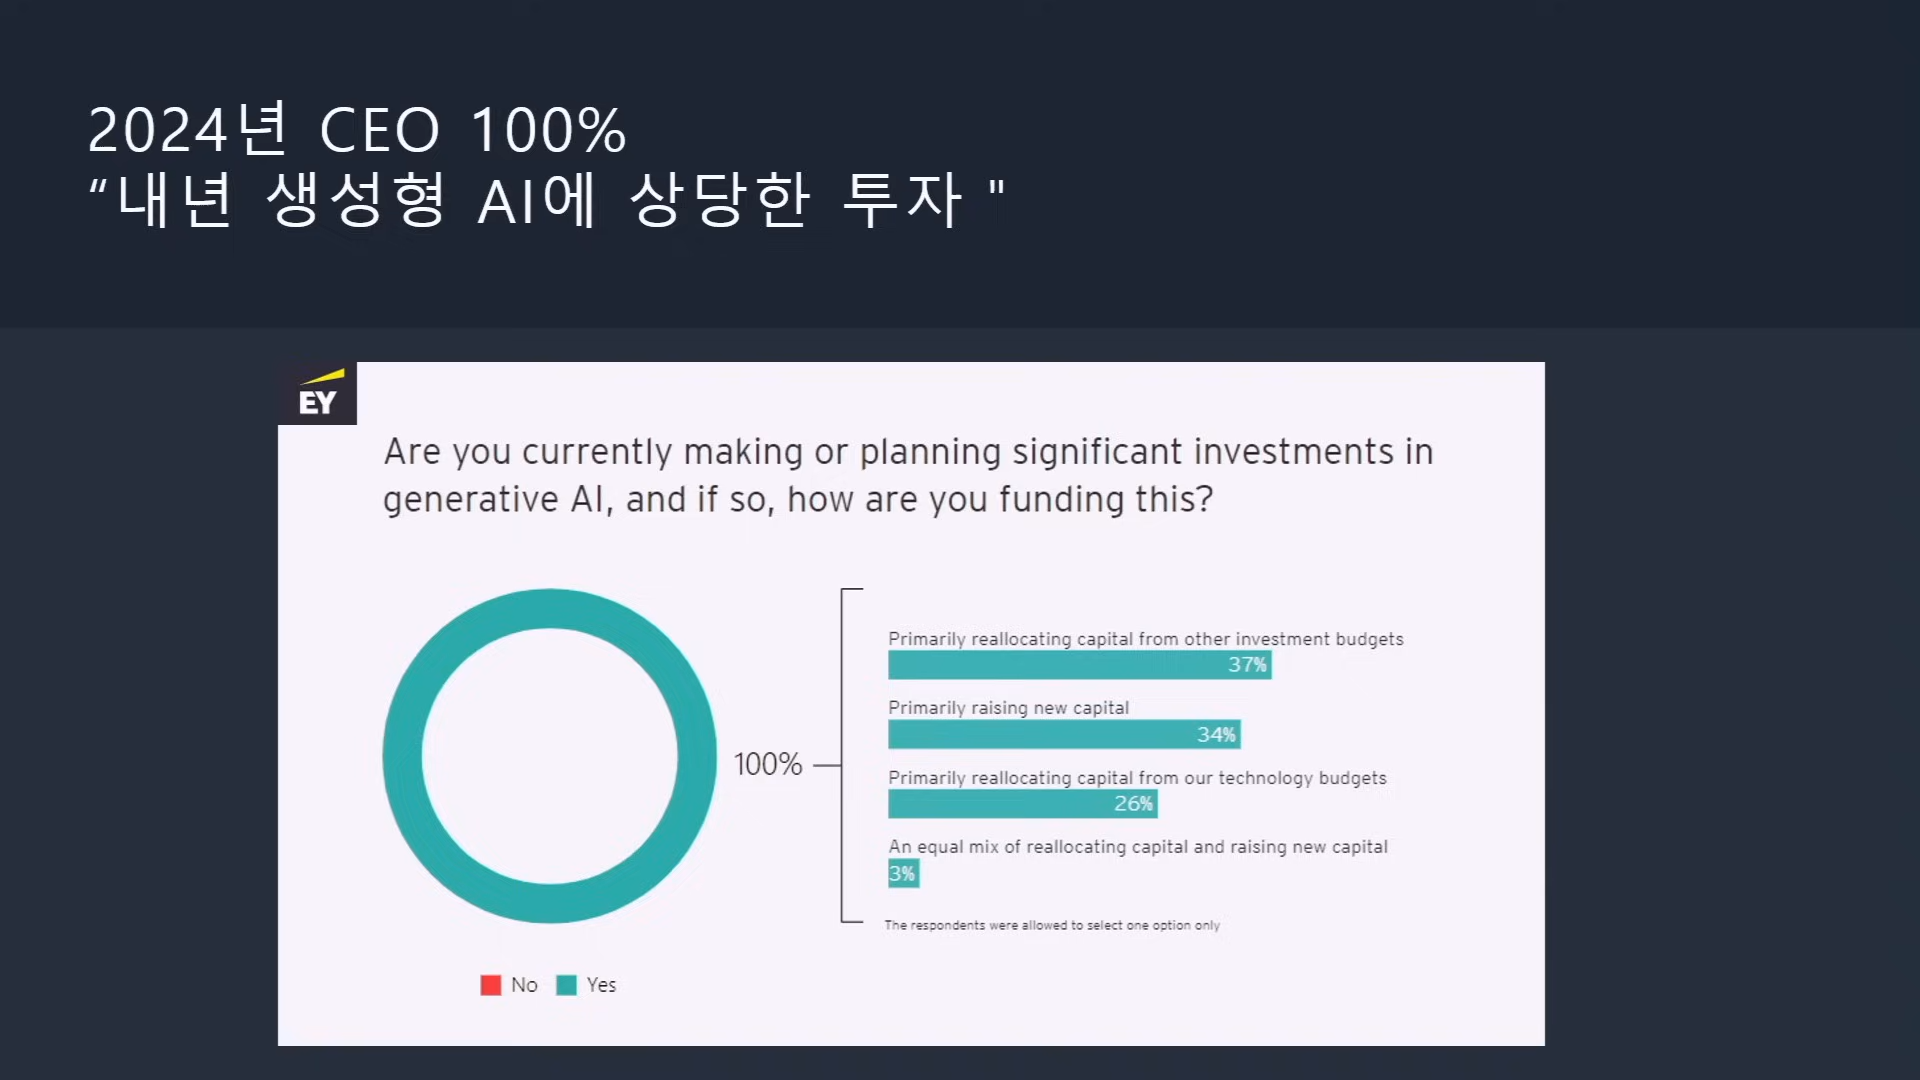 2024년 CEO 100%
“내년 생성형 AI에 상당한 투자 "
EY
Are you currently making or planning significant investments in
generative AI, and if so, how are you funding this?
Primarily reallocating capital from other investment budgets
37%
Primarily raising new capital
34%
100%
Primarily reallocating capital from our technology budgets
26%
An equal mix of reallocating capital and raising new capital
3%
The respondents were allowed to select one option only
No Yes